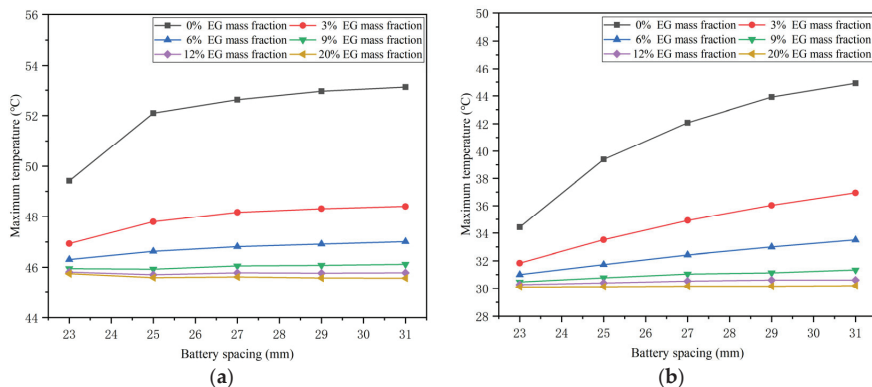 56
54
53
50
48
46
44
Maximum temperature (℃)
0% EG mass fraction 3% EG mass fraction
6% EG mass fraction 9% EG mass fraction
12% EG mass fraction 20% EG mass fraction
23 24 25 26 27 28 29 30 31
Battery spacing (mm)
(a)
50
48
46
44
42
39
38
36
33
32
30
28
Maximum temperature (℃)
0% EG mass fraction 3% EG mass fraction
6% EG mass fraction 9% EG mass fraction
12% EG mass fraction 20% EG mass fraction
23 24 25 26 27 28 29 30 31
Battery spacing (mm)
(b)